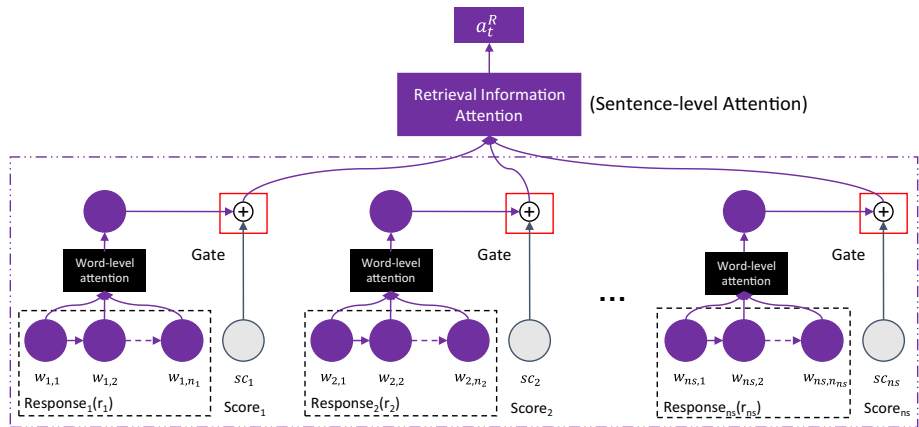 a_t^R
Retrieval Information
Attention
(Sentence-level Attention)
+
+
+
Gate
Gate
Gate
Word-level
attention
Word-level
attention
Word-level
attention
...
w_{1,1} w_{1,2} w_{1,n_1} sc_1
w_{2,1} w_{2,2} w_{2,n_2} sc_2
w_{ns,1} w_{ns,2} w_{ns,n_{ns}} sc_{ns}
Response_1(r_1) Score_1
Response_2(r_2) Score_2
Response_{ns}(r_{ns}) Score_{ns}